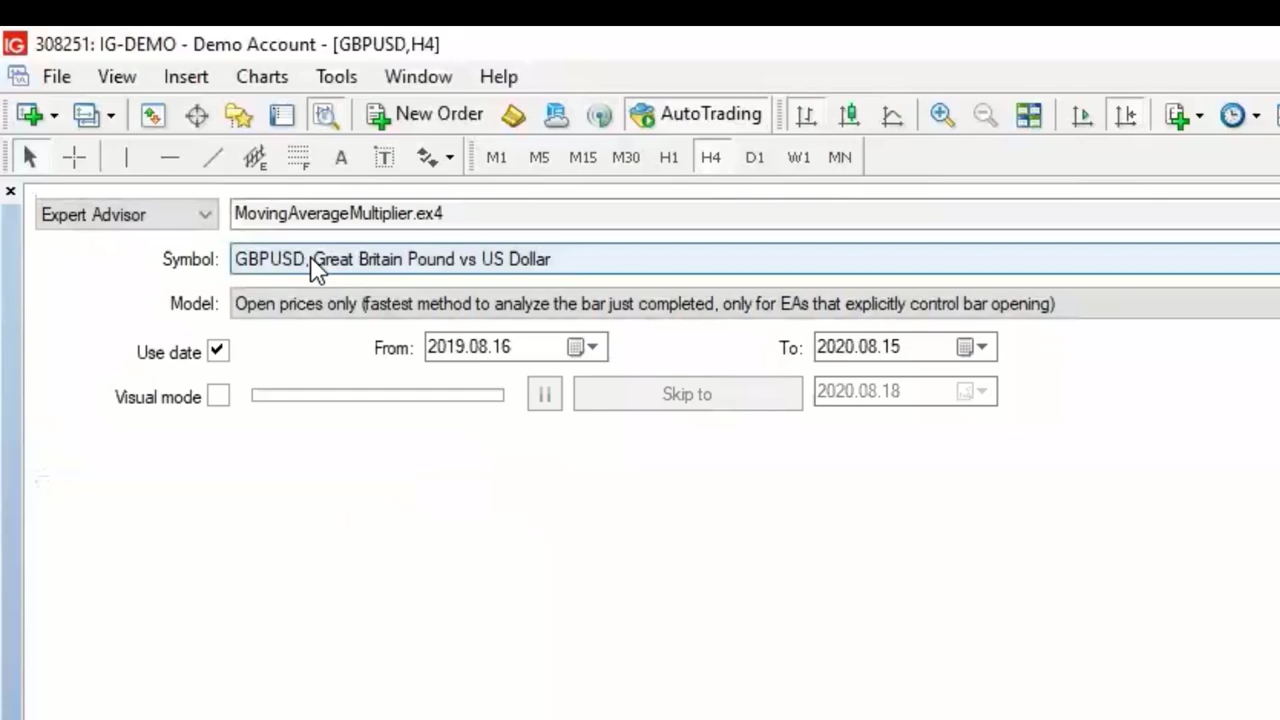 IG 308251: IG-DEMO - Demo Account - [GBPUSD,H4]
File View Insert Charts Tools Window Help
New Order AutoTrading
E F A T M1 M5 M15 M30 H1 H4 D1 W1 MN
Expert Advisor MovingAverageMultiplier.ex4
Symbol: GBPUSD, Great Britain Pound vs US Dollar
Model: Open prices only (fastest method to analyze the bar just completed, only for EAs that explicitly control bar opening)
Use date From: 2019.08.16 To: 2020.08.15
Visual mode Skip to 2020.08.18